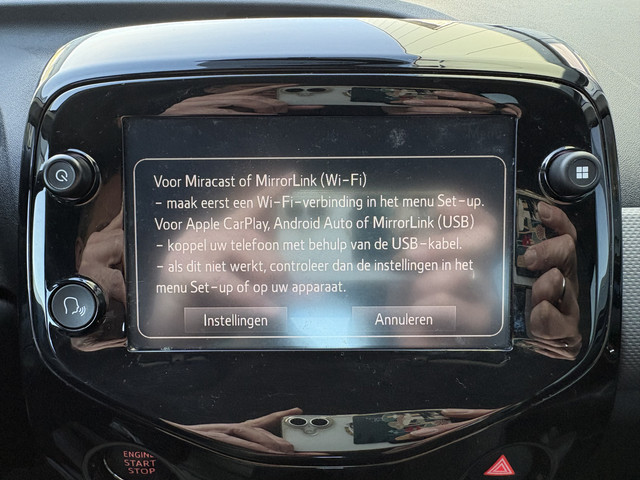 Voor Miracast of MirrorLink (Wi-Fi)
- maak eerst een Wi-Fi-verbinding in het menu Set-up.
Voor Apple CarPlay, Android Auto of MirrorLink (USB)
- koppel uw telefoon met behulp van de USB-kabel.
- als dit niet werkt, controleer dan de instellingen in het
menu Set-up of op uw apparaat.
Instellingen Annuleren
ENGINE
START
STOP